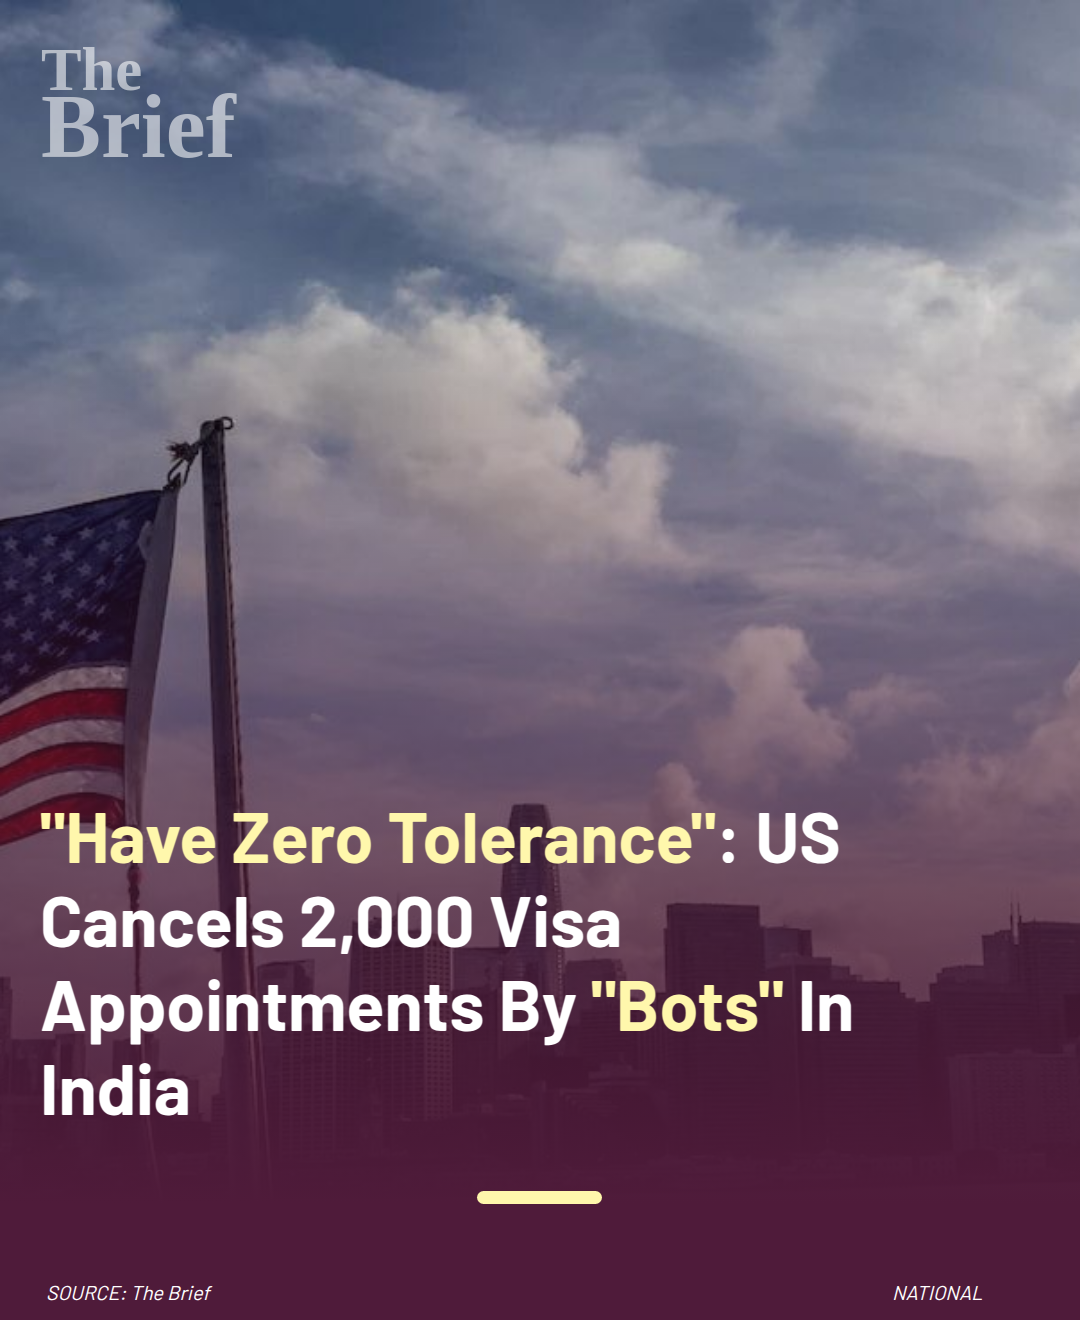 The
Brief
"Have Zero Tolerance": US
Cancels 2,000 Visa
Appointments By "Bots" In
India
SOURCE: The Brief
NATIONAL